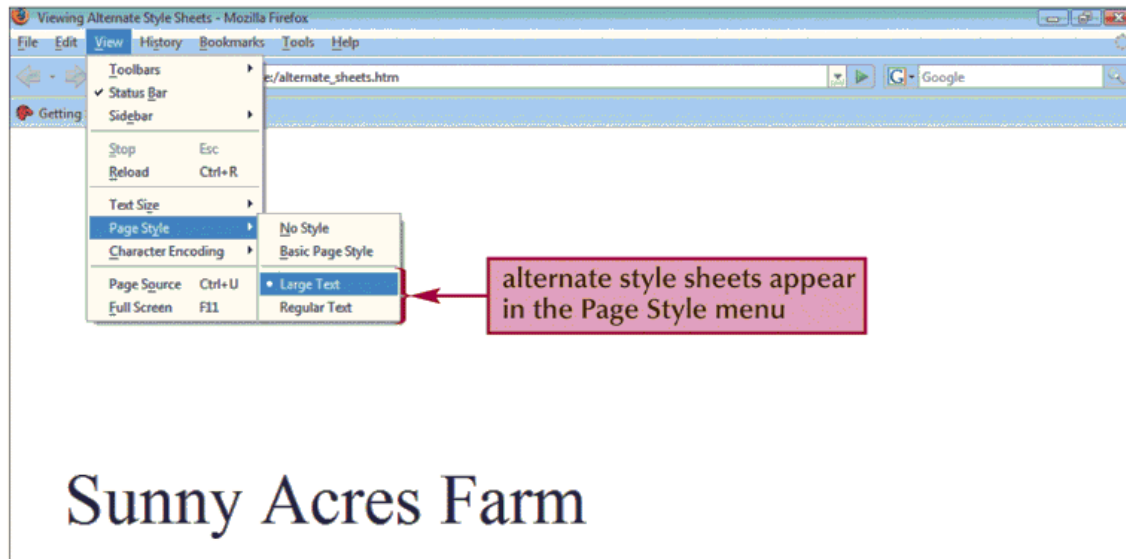 Viewing Alternate Style Sheets - Mozilla Firefox
File Edit View History Bookmarks Tools Help
e:/alternate_sheets.htm
G Google
Getting
Toolbars
Status Bar
Sidebar
Stop Esc
Reload Ctrl+R
Text Size
Page Style
Character Encoding
Page Source Ctrl+U
Full Screen F11
No Style
Basic Page Style
Large Text
Regular Text
alternate style sheets appear
in the Page Style menu
Sunny Acres Farm